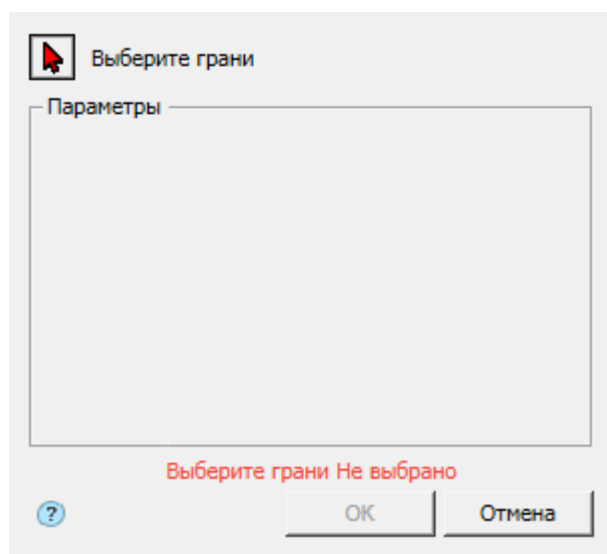 Выберите грани
Параметры
Выберите грани Не выбрано
?
OK
Отмена